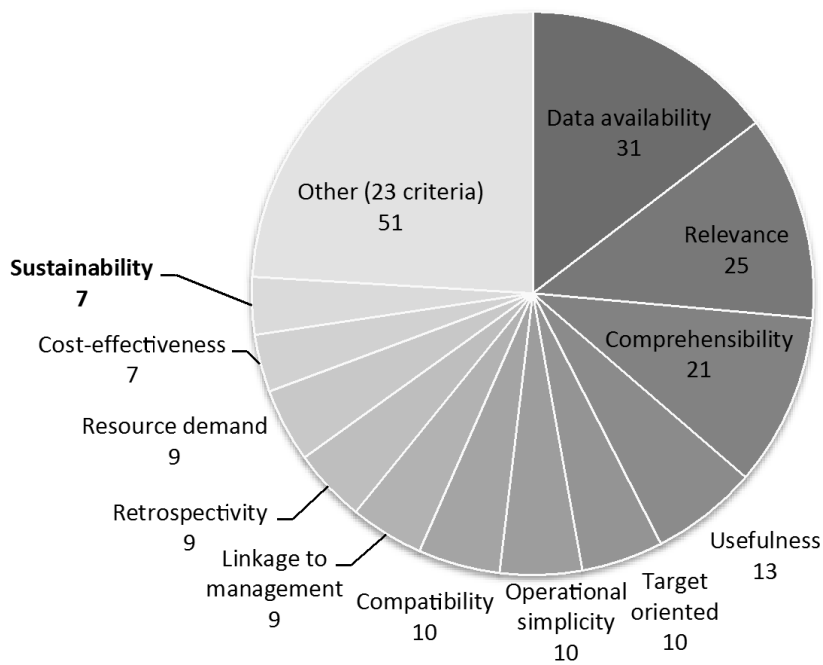 Data availability
31
Relevance
25
Comprehensibility
21
Usefulness
13
Target
oriented
10
Operational
simplicity
10
Compatibility
10
Linkage to
management
9
Retrospectivity
9
Resource demand
9
Cost-effectiveness
7
Sustainability
7
Other (23 criteria)
51